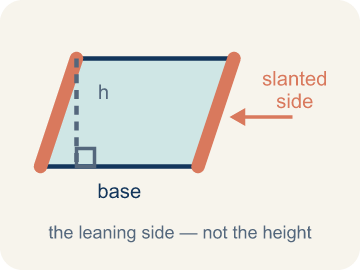 h
slanted
side
base
the leaning side — not the height